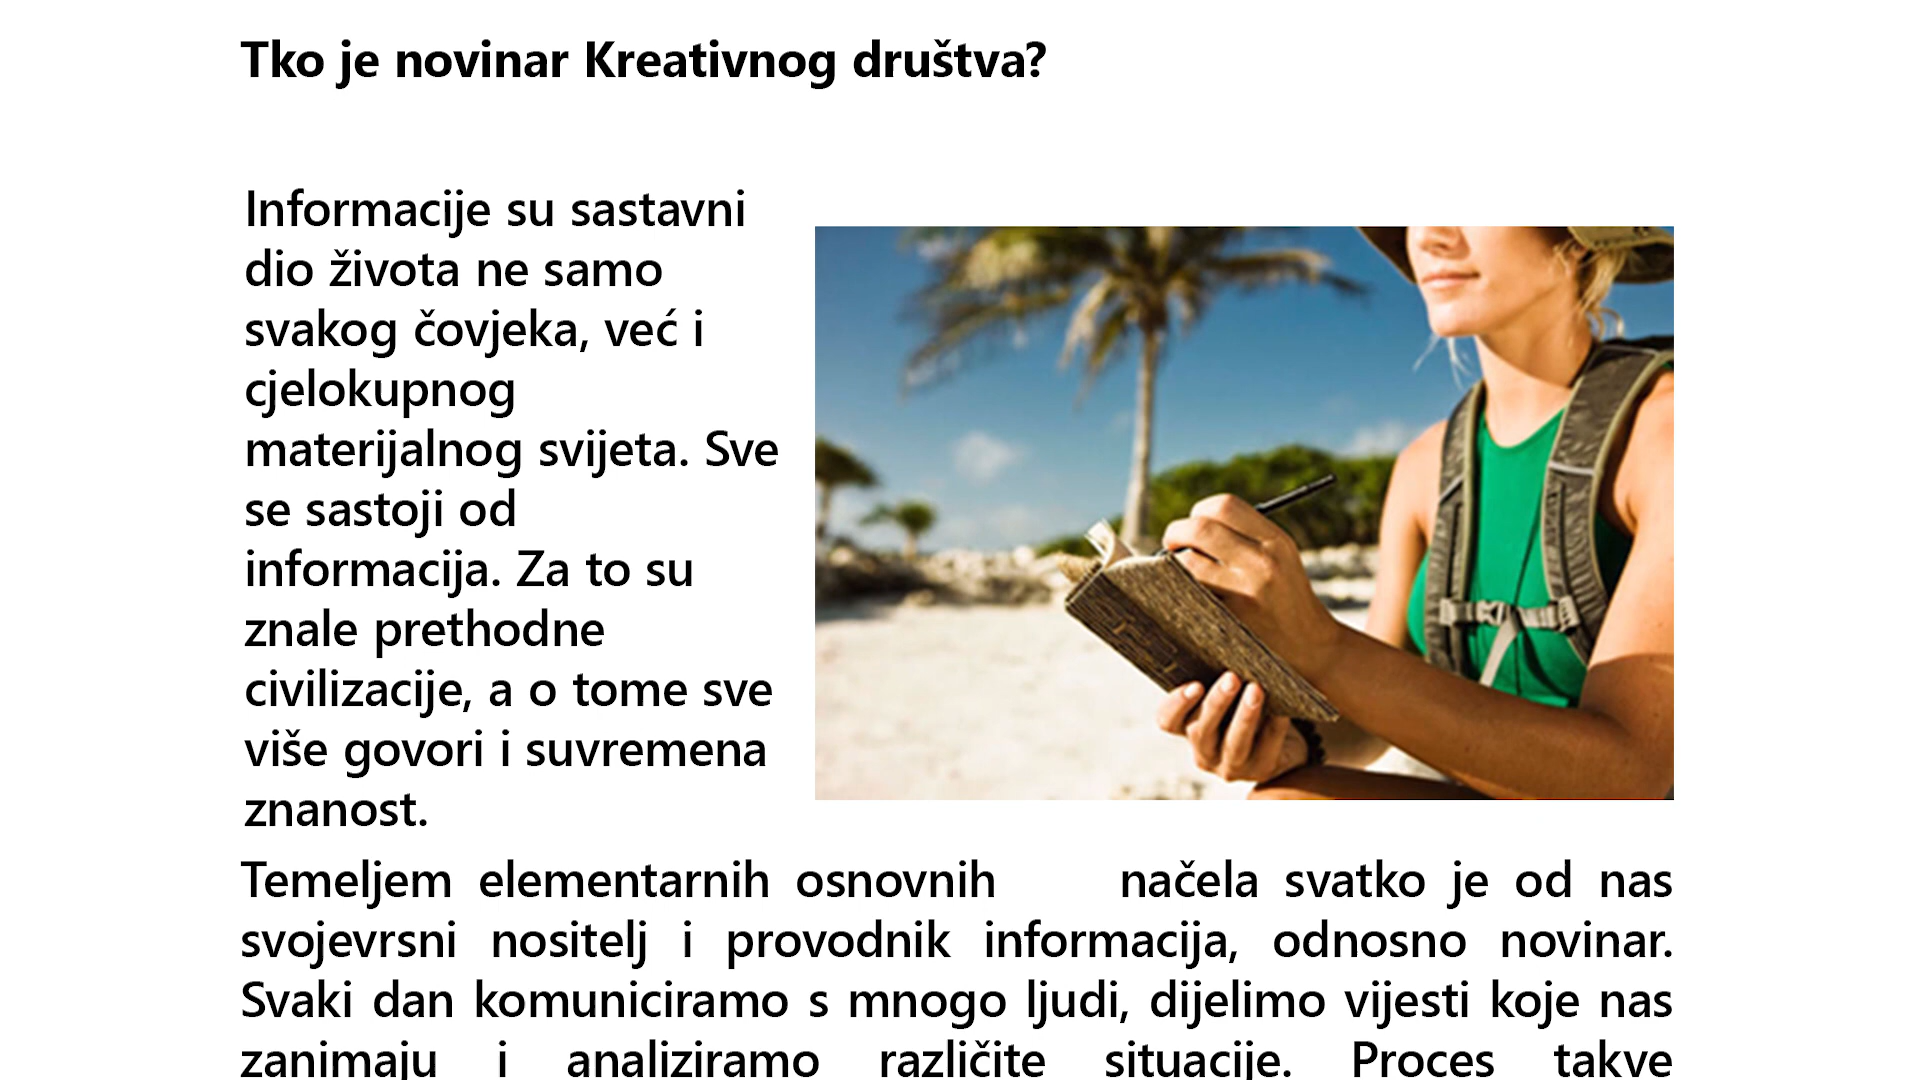 Tko je novinar Kreativnog društva?
Informacije su sastavni
dio života ne samo
svakog čovjeka, već i
cjelokupnog
materijalnog svijeta. Sve
se sastoji od
informacija. Za to su
znale prethodne
civilizacije, a o tome sve
više govori i suvremena
znanost.
Temeljem elementarnih osnovnih načela svatko je od nas
svojevrsni nositelj i provodnik informacija, odnosno novinar.
Svaki dan komuniciramo s mnogo ljudi, dijelimo vijesti koje nas
zanimaju i analiziramo različite situacije. Proces takve